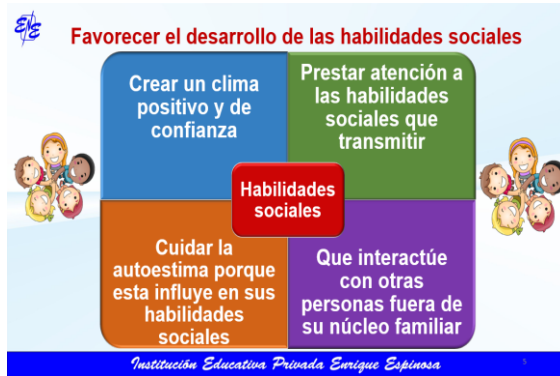 ENE
Favorecer el desarrollo de las habilidades sociales
Crear un clima
positivo y de
confianza
Prestar atención a
las habilidades
sociales que
transmitir
Habilidades
sociales
Cuidar la
autoestima porque
esta influye en sus
habilidades
sociales
Que interactúe
con otras
personas fuera de
su núcleo familiar
Institución Educativa Privada Enrique Espinosa
5